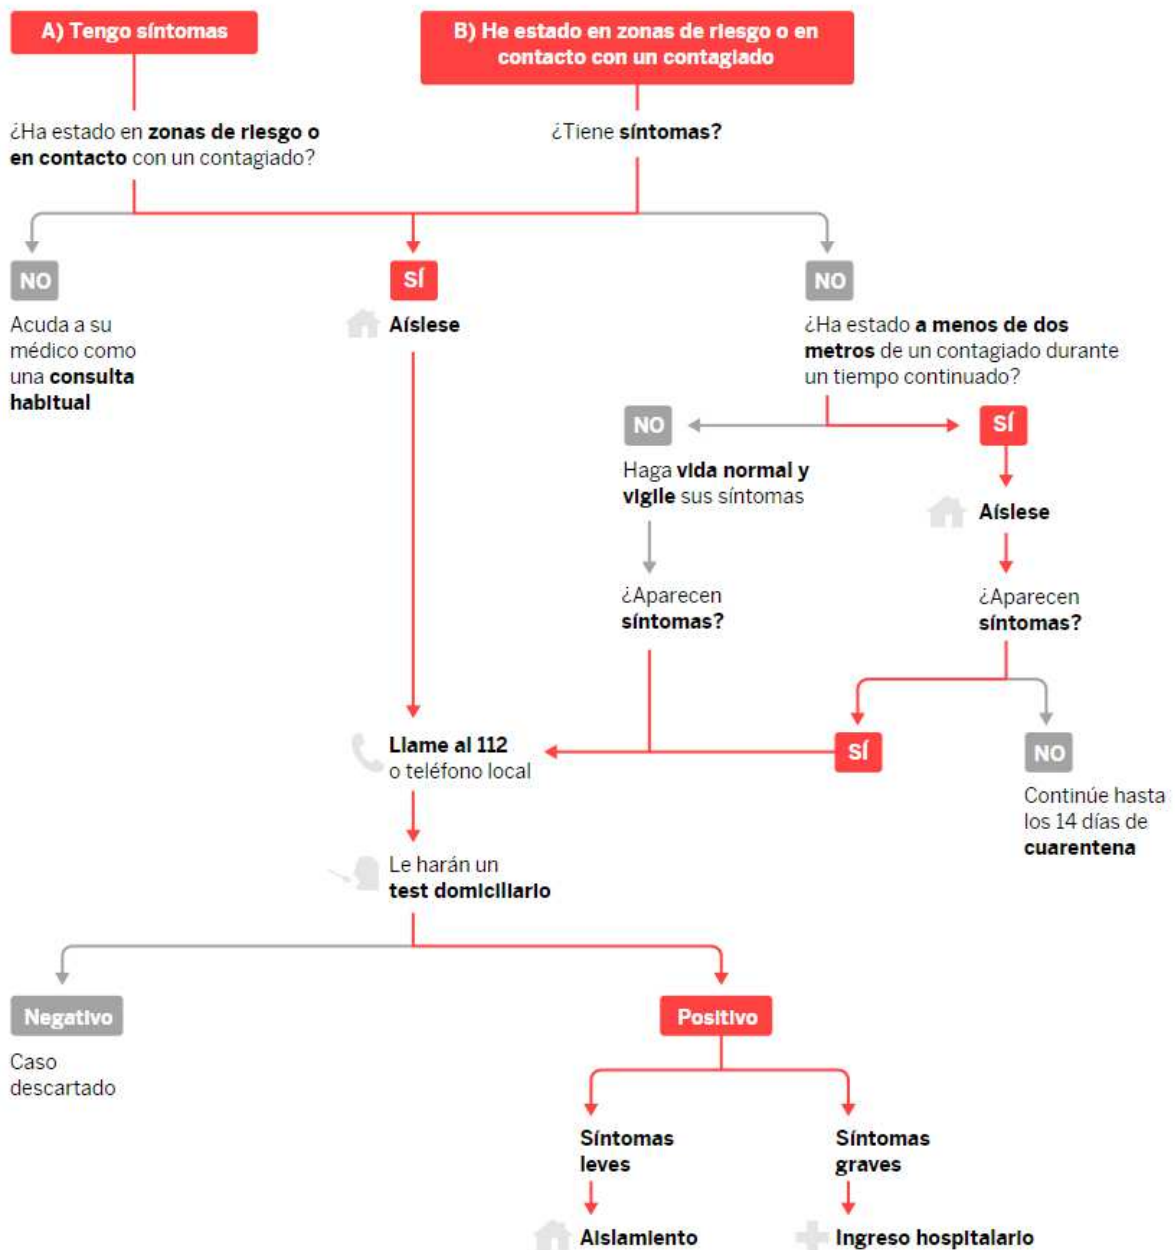 A) Tengo síntomas
B) He estado en zonas de riesgo o en
contacto con un contagiado
¿Ha estado en zonas de riesgo o
en contacto con un contagiado?
¿Tiene síntomas?
NO
Acuda a su
médico como
una consulta
habitual
SÍ
Aíslese
NO
¿Ha estado a menos de dos
metros de un contagiado durante
un tiempo continuado?
NO
Haga vida normal y
vigile sus síntomas
¿Aparecen
síntomas?
SÍ
Aíslese
¿Aparecen
síntomas?
SÍ
NO
Continúe hasta
los 14 días de
cuarentena
Llame al 112
o teléfono local
Le harán un
test domiciliario
Negativo
Caso
descartado
Positivo
Síntomas
leves
Aislamiento
Síntomas
graves
Ingreso hospitalario